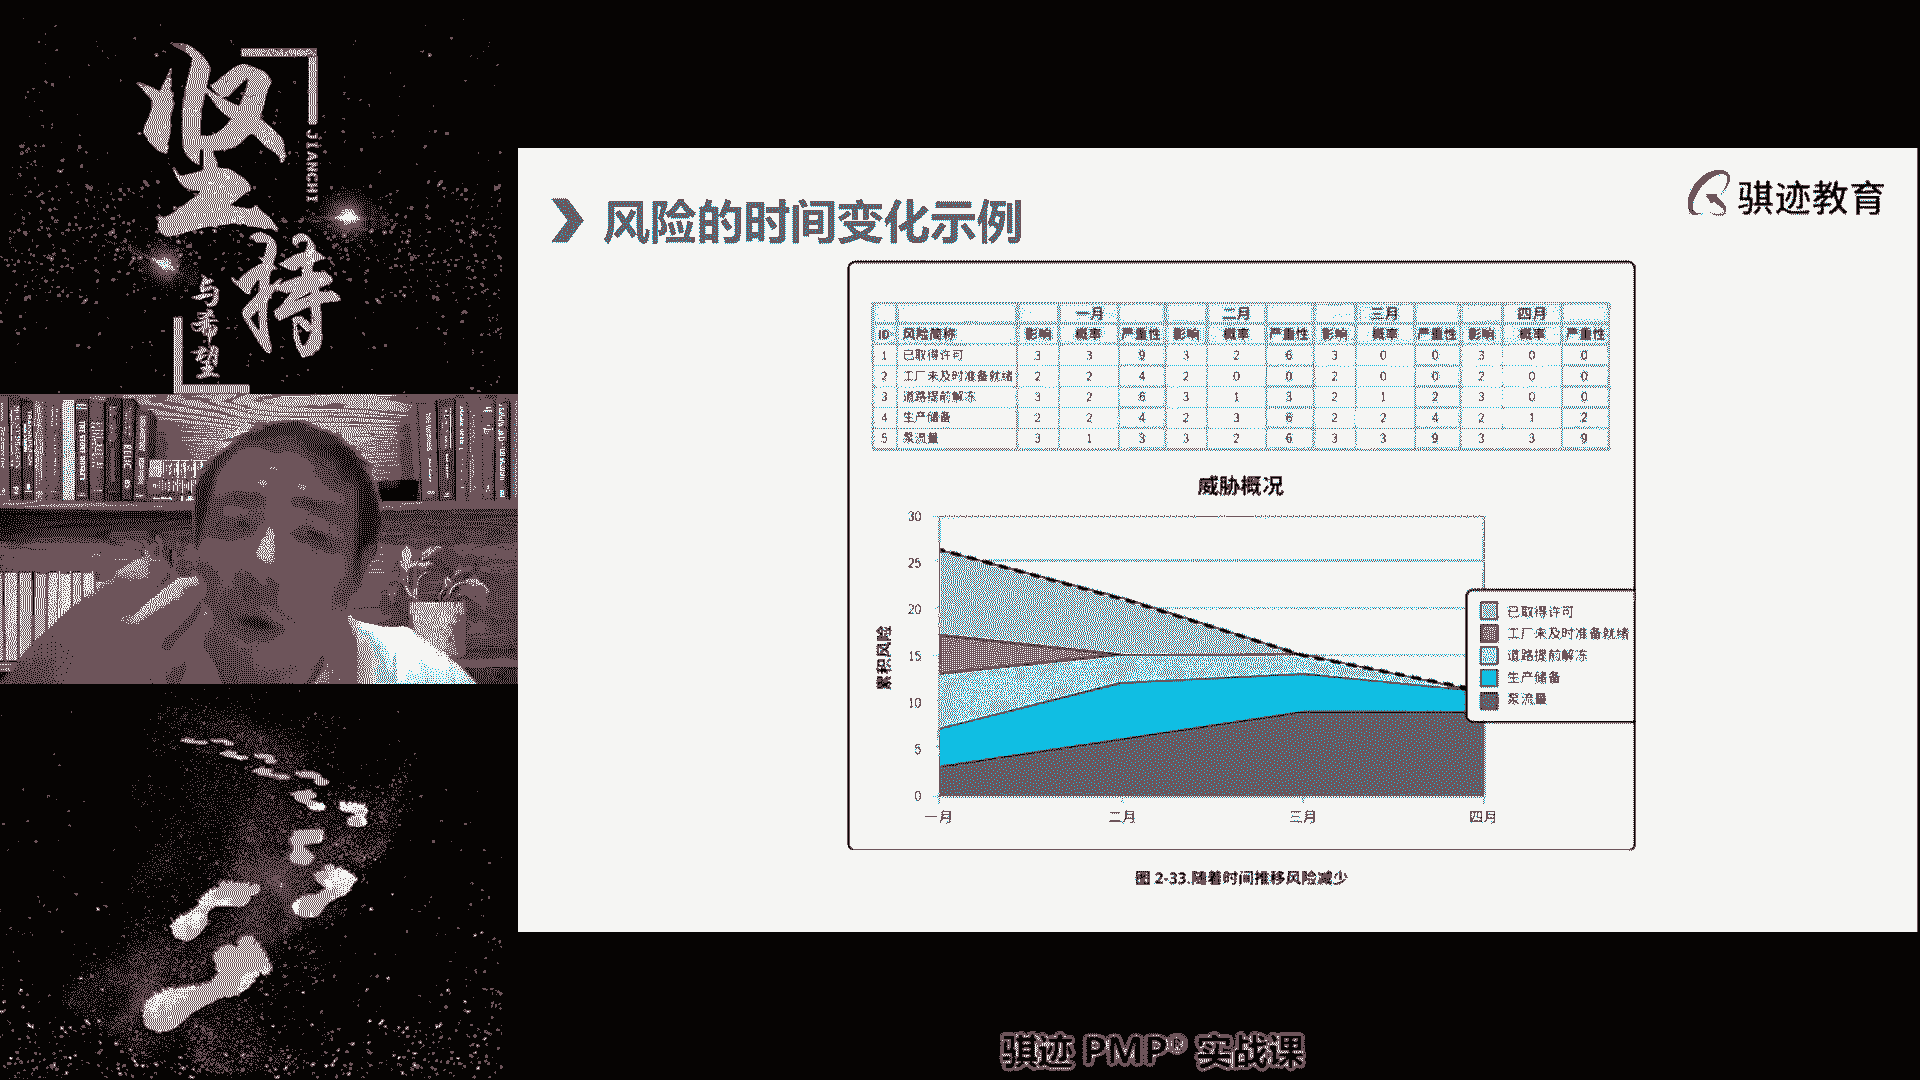 坚持
JIANCHI
与希望
风险的时间变化示例
骐迹教育
一月 二月 三月 四月
ID 风险简称 影响 概率 严重性 影响 概率 严重性 影响 概率 严重性 影响 概率 严重性
1 已取得许可 3 3 9 3 2 6 3 0 0 3 0 0
2 工厂未及时准备就绪 2 2 4 2 0 0 2 0 0 2 0 0
3 道路提前解冻 3 2 6 3 1 3 2 1 2 3 0 0
4 生产储备 2 2 4 2 3 6 2 2 4 2 1 2
5 泵流量 3 1 3 3 2 6 3 3 9 3 3 9
威胁概况
30
25
20
15
10
5
0
累积风险
一月 二月 三月 四月
已取得许可
工厂未及时准备就绪
道路提前解冻
生产储备
泵流量
图 2-33.随着时间推移风险减少
骐迹 PMP® 实战课